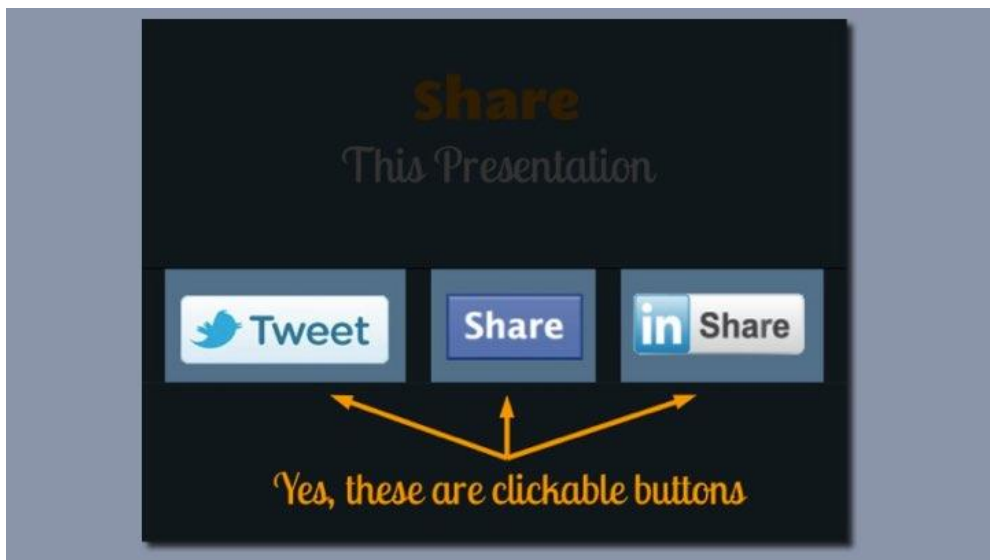 Share
This Presentation
Tweet Share in Share
Yes, these are clickable buttons